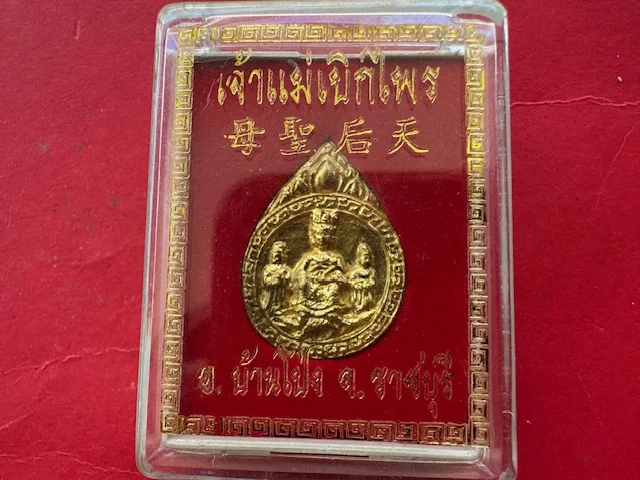 เจ้าแม่เบิกไพร
母聖后天
อ. บ้านโป่ง จ. ราชบุรี